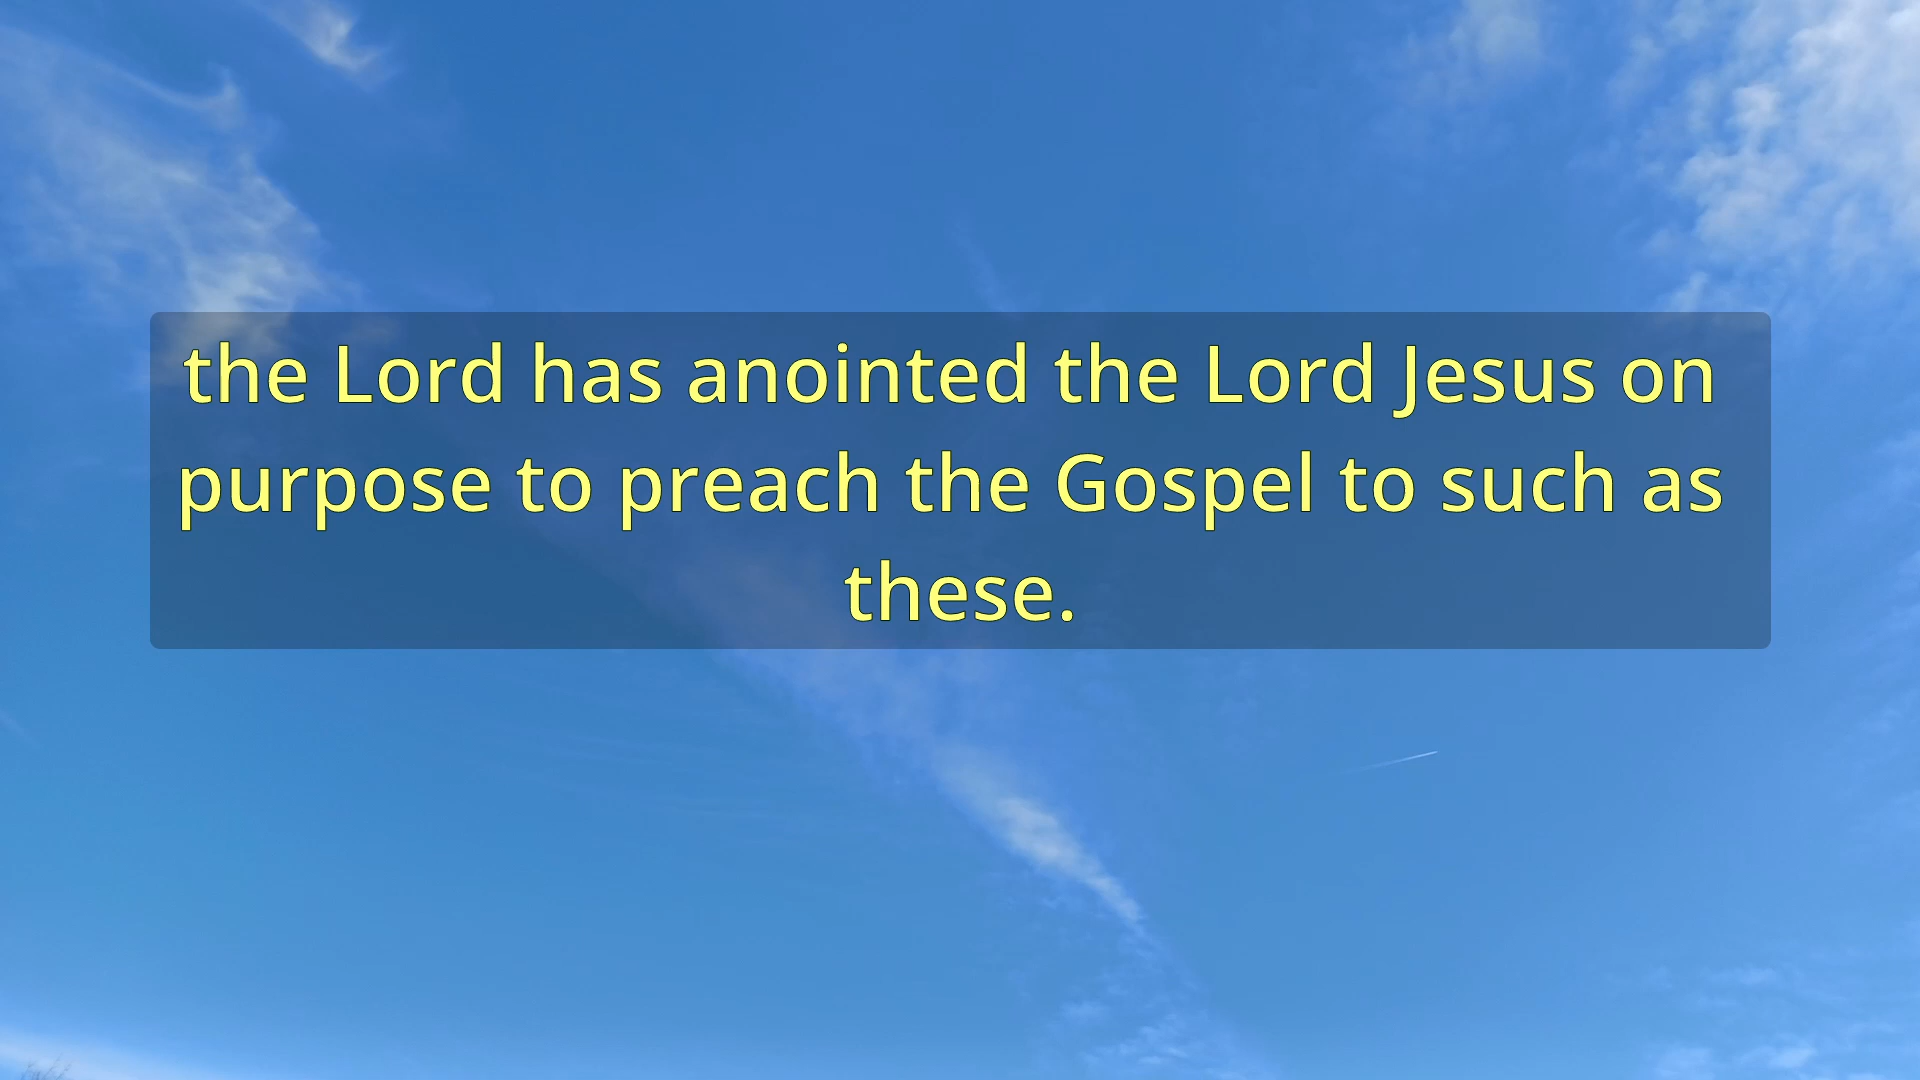 the Lord has anointed the Lord Jesus on
purpose to preach the Gospel to such as
these.